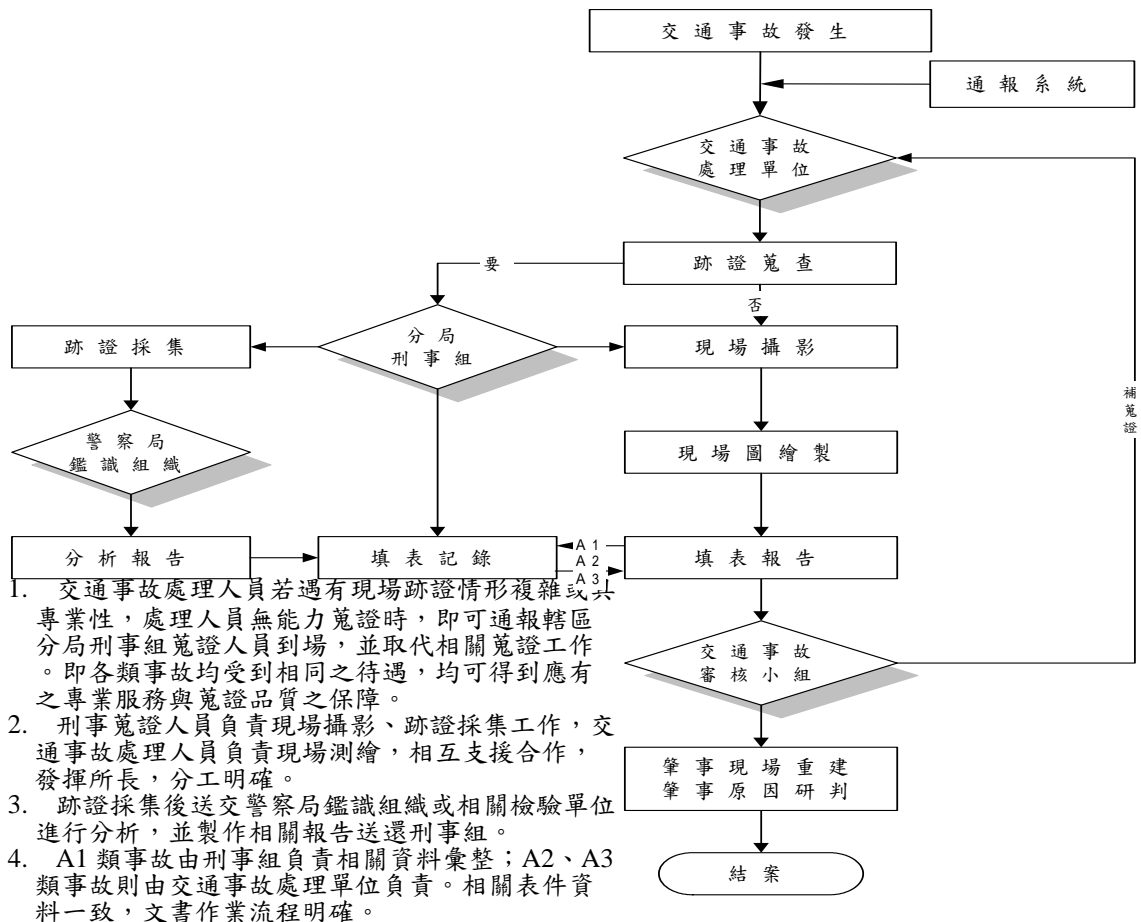 交通事故發生
通報系統
交通事故
處理單位
要
跡證蒐查
否
跡證採集
分局
刑事組
現場攝影
補蒐證
警察局
鑑識組織
現場圖繪製
分析報告
填表記錄
A1
A2
A3
填表報告
1. 交通事故處理人員若遇有現場跡證情形複雜或具
專業性，處理人員無能力蒐證時，即可通報轄區
分局刑事組蒐證人員到場，並取代相關蒐證工作
。即各類事故均受到相同之待遇，均可得到應有
之專業服務與蒐證品質之保障。
2. 刑事蒐證人員負責現場攝影、跡證採集工作，交
通事故處理人員負責現場測繪，相互支援合作，
發揮所長，分工明確。
3. 跡證採集後送交警察局鑑識組織或相關檢驗單位
進行分析，並製作相關報告送還刑事組。
4. A1 類事故由刑事組負責相關資料彙整；A2、A3
類事故則由交通事故處理單位負責。相關表件資
料一致，文書作業流程明確。
交通事故
審核小組
肇事現場重建
肇事原因研判
結案